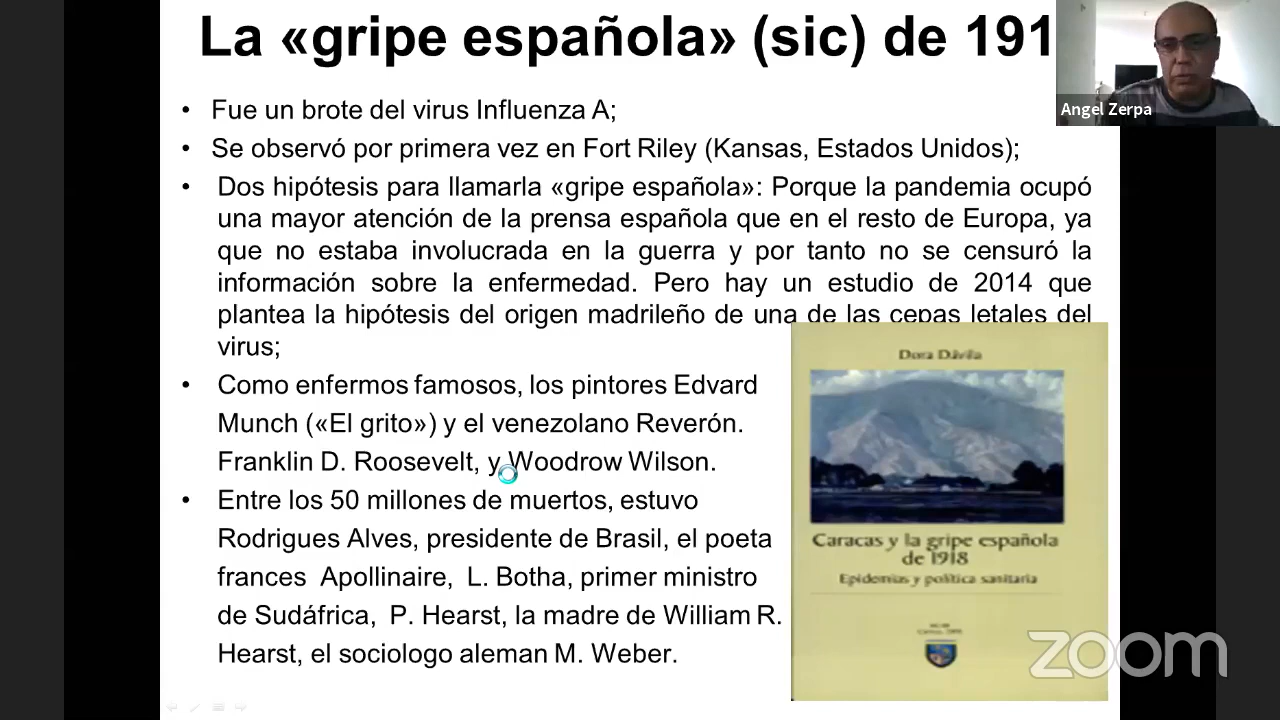 La «gripe española» (sic) de 191
Angel Zerpa
• Fue un brote del virus Influenza A;
• Se observó por primera vez en Fort Riley (Kansas, Estados Unidos);
• Dos hipótesis para llamarla «gripe española»: Porque la pandemia ocupó
una mayor atención de la prensa española que en el resto de Europa, ya
que no estaba involucrada en la guerra y por tanto no se censuró la
información sobre la enfermedad. Pero hay un estudio de 2014 que
plantea la hipótesis del origen madrileño de una de las cepas letales del
virus;
• Como enfermos famosos, los pintores Edvard
Munch («El grito») y el venezolano Reverón.
Franklin D. Roosevelt, y Woodrow Wilson.
• Entre los 50 millones de muertos, estuvo
Rodrigues Alves, presidente de Brasil, el poeta
frances Apollinaire, L. Botha, primer ministro
de Sudáfrica, P. Hearst, la madre de William R.
Hearst, el sociologo aleman M. Weber.
Dora Dávila
Caracas y la gripe española
de 1918
Epidemias y política sanitaria
zoom